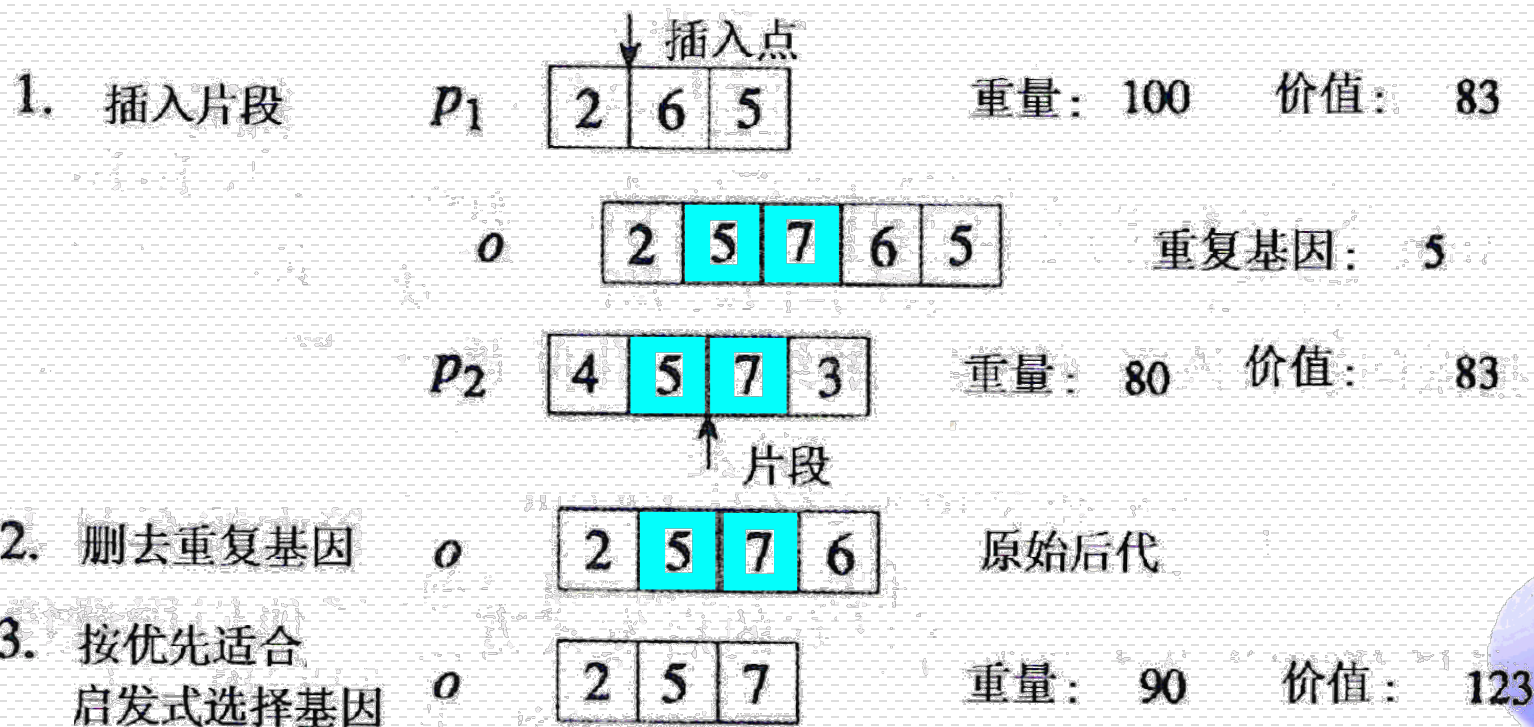 插入点
1. 插入片段 p1 2 6 5 重量: 100 价值: 83
o 2 5 7 6 5 重复基因: 5
p2 4 5 7 3 重量: 80 价值: 83
片段
2. 删去重复基因 o 2 5 7 6 原始后代
3. 按优先适合
启发式选择基因 o 2 5 7 重量: 90 价值: 123